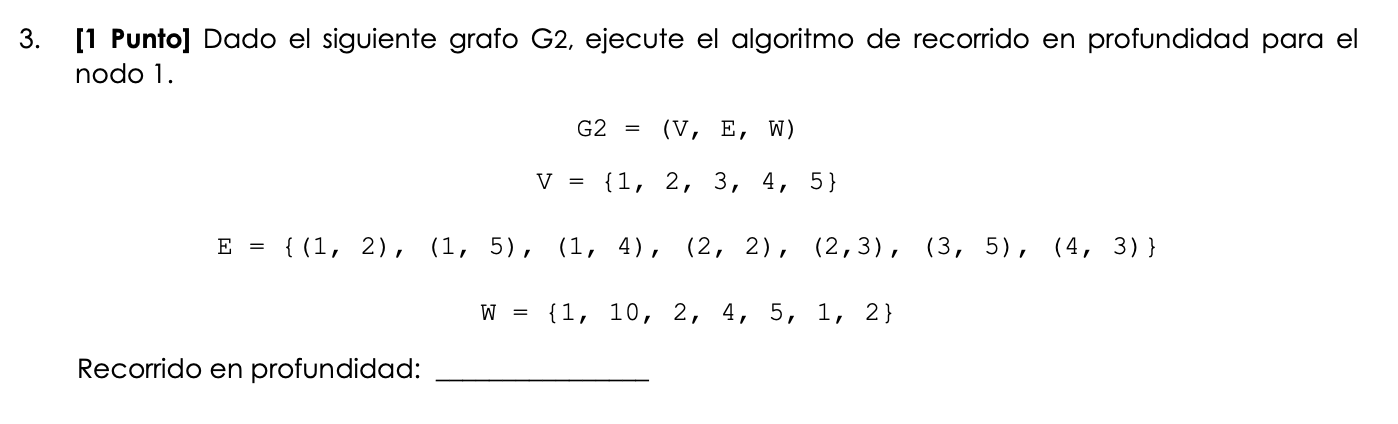 3. [1 Punto] Dado el siguiente grafo G2, ejecute el algoritmo de recorrido en profundidad para el
nodo 1.
G2 = (V, E, W)
V = {1, 2, 3, 4, 5}
E = {(1, 2), (1, 5), (1, 4), (2, 2), (2,3), (3, 5), (4, 3)}
W = {1, 10, 2, 4, 5, 1, 2}
Recorrido en profundidad: _______________